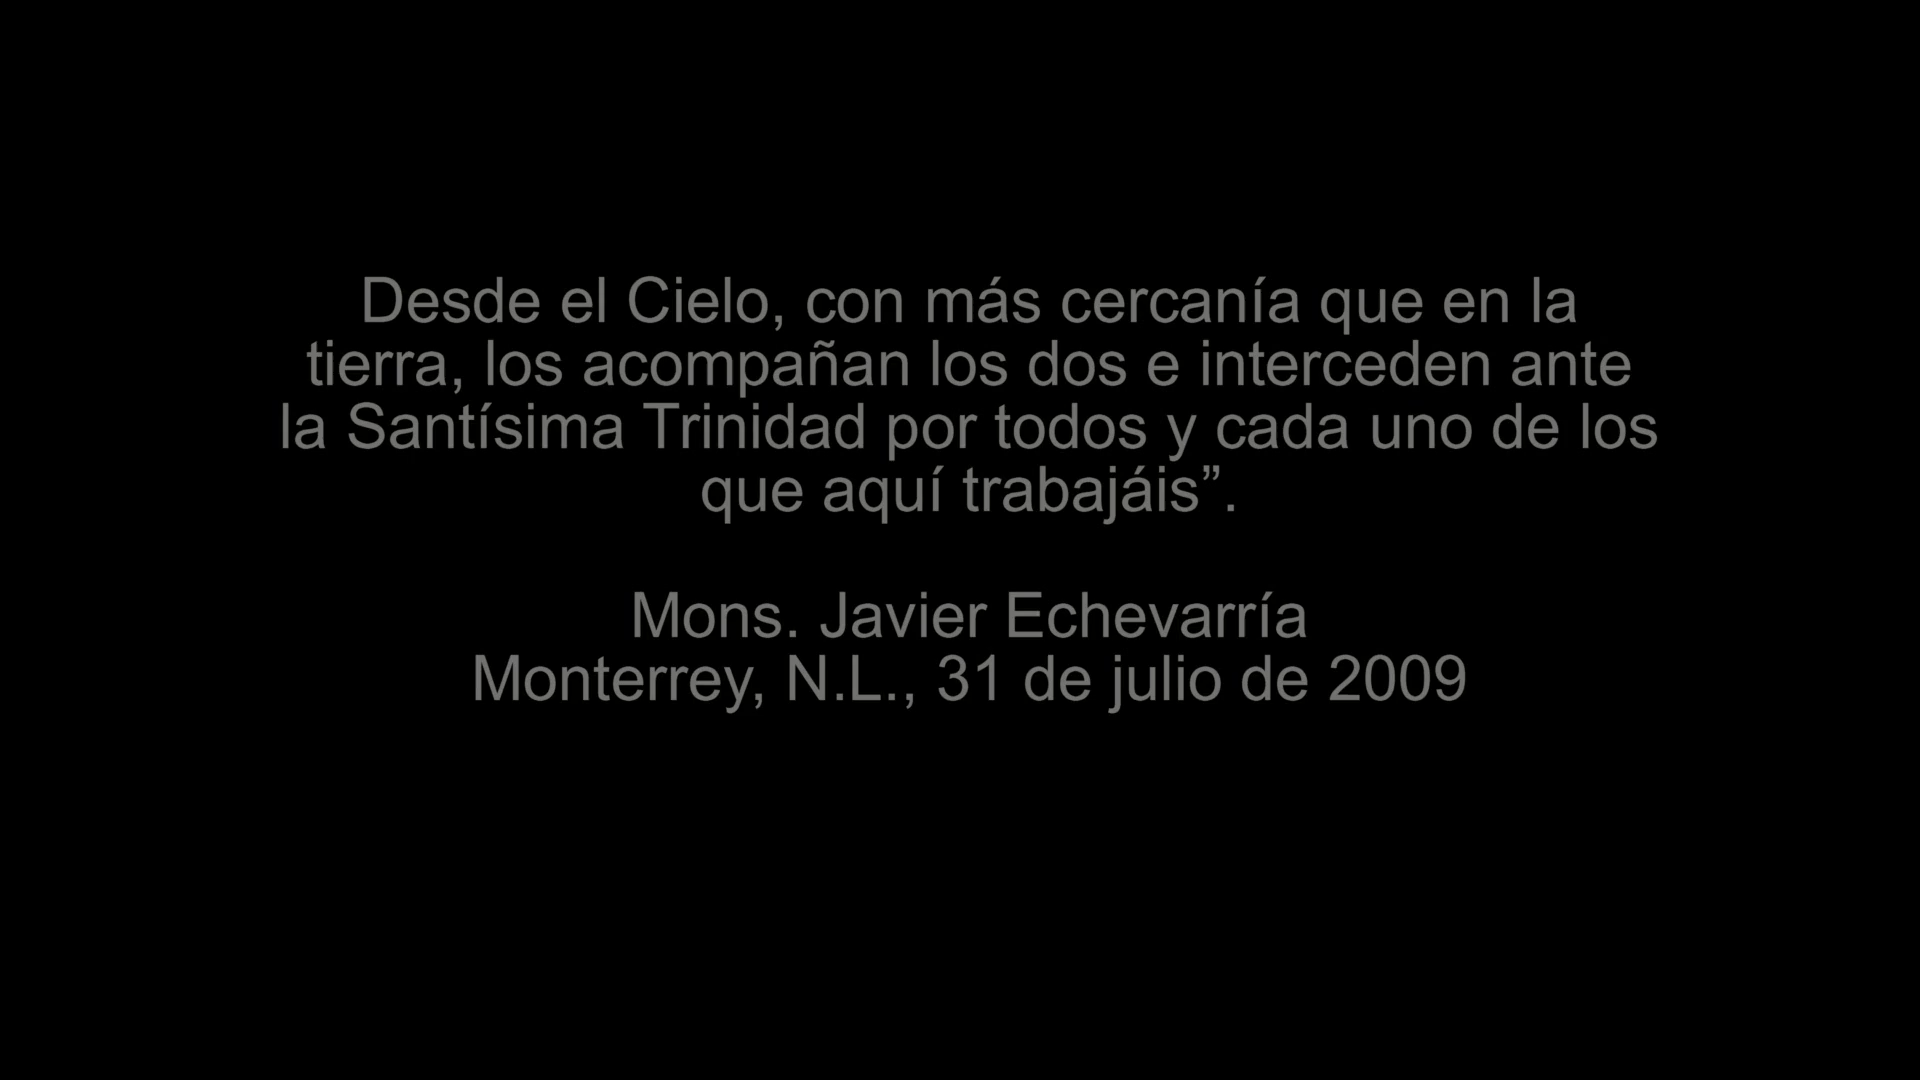 Desde el Cielo, con más cercanía que en la
tierra, los acompañan los dos e interceden ante
la Santísima Trinidad por todos y cada uno de los
que aquí trabajáis”.
Mons. Javier Echevarría
Monterrey, N.L., 31 de julio de 2009